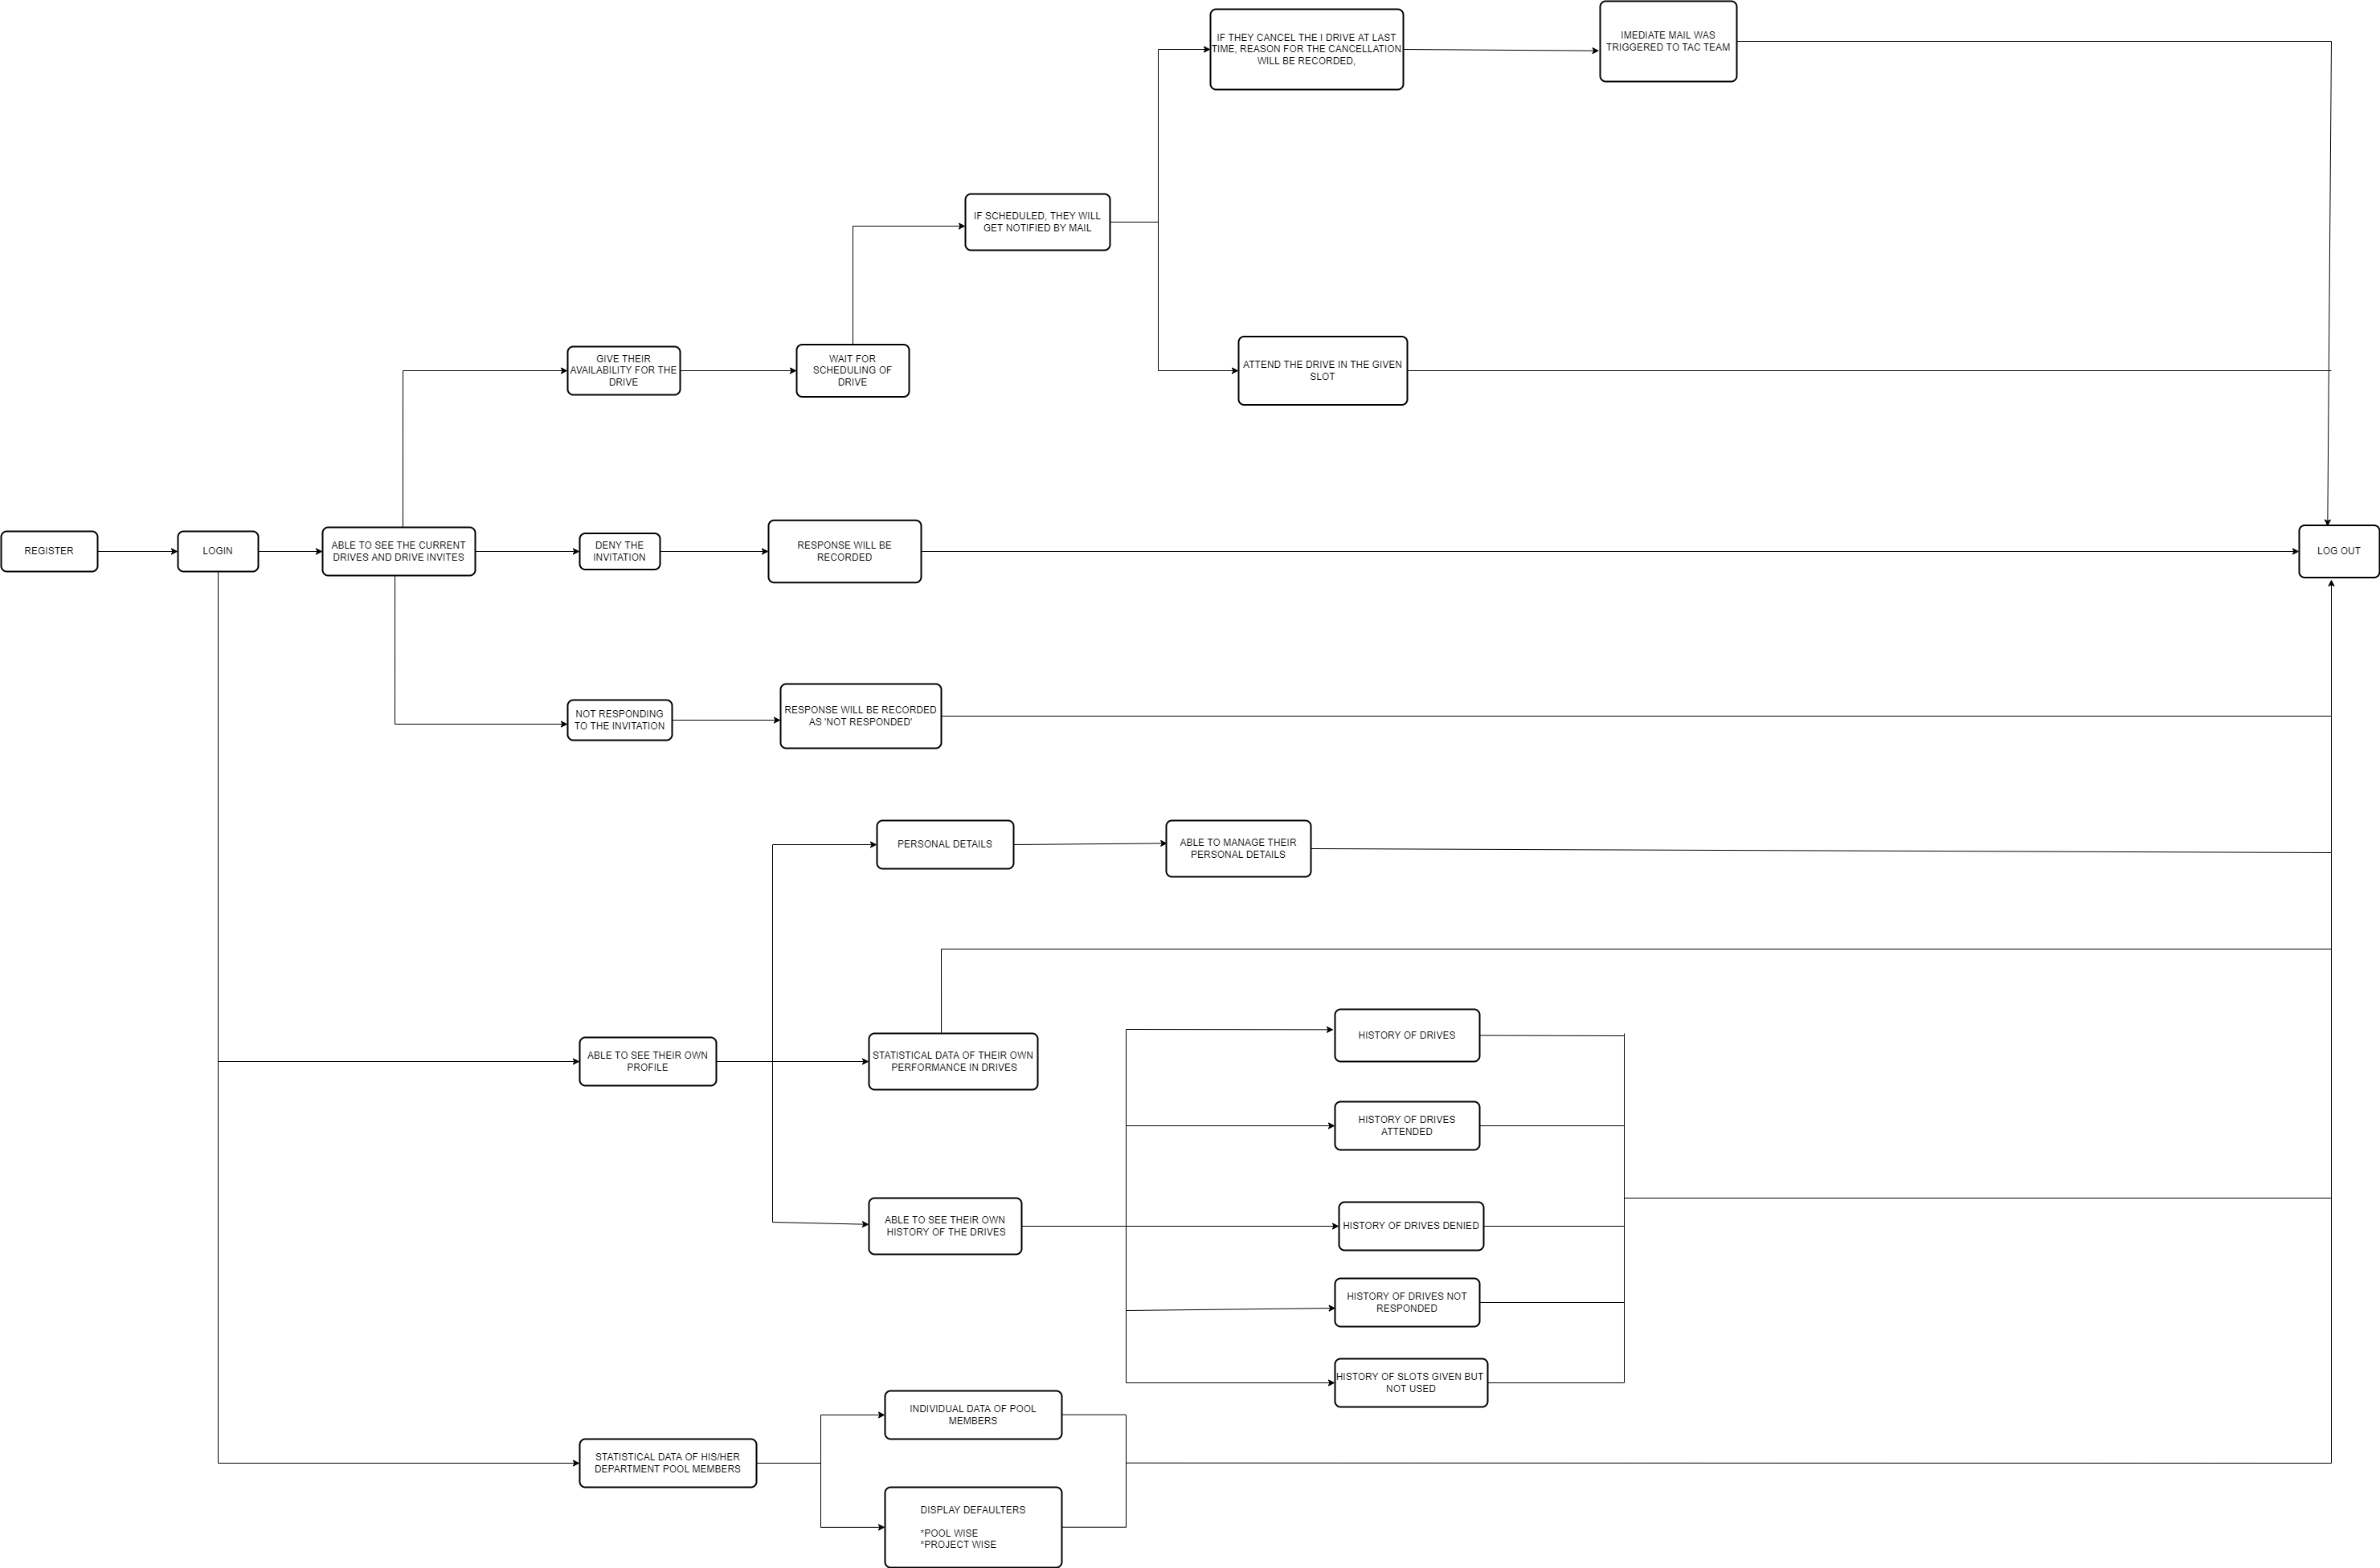 IF THEY CANCEL THE I DRIVE AT LAST
TIME, REASON FOR THE CANCELLATION
WILL BE RECORDED,
IMEDIATE MAIL WAS
TRIGGERED TO TAC TEAM
IF SCHEDULED, THEY WILL
GET NOTIFIED BY MAIL
GIVE THEIR
AVAILABILITY FOR THE
DRIVE
WAIT FOR
SCHEDULING OF
DRIVE
ATTEND THE DRIVE IN THE GIVEN
SLOT
REGISTER
LOGIN
ABLE TO SEE THE CURRENT
DRIVES AND DRIVE INVITES
DENY THE
INVITATION
RESPONSE WILL BE
RECORDED
LOG OUT
NOT RESPONDING
TO THE INVITATION
RESPONSE WILL BE RECORDED
AS 'NOT RESPONDED'
PERSONAL DETAILS
ABLE TO MANAGE THEIR
PERSONAL DETAILS
ABLE TO SEE THEIR OWN
PROFILE
STATISTICAL DATA OF THEIR OWN
PERFORMANCE IN DRIVES
HISTORY OF DRIVES
HISTORY OF DRIVES
ATTENDED
ABLE TO SEE THEIR OWN
HISTORY OF THE DRIVES
HISTORY OF DRIVES DENIED
HISTORY OF DRIVES NOT
RESPONDED
HISTORY OF SLOTS GIVEN BUT
NOT USED
INDIVIDUAL DATA OF POOL
MEMBERS
STATISTICAL DATA OF HIS/HER
DEPARTMENT POOL MEMBERS
DISPLAY DEFAULTERS
*POOL WISE
*PROJECT WISE